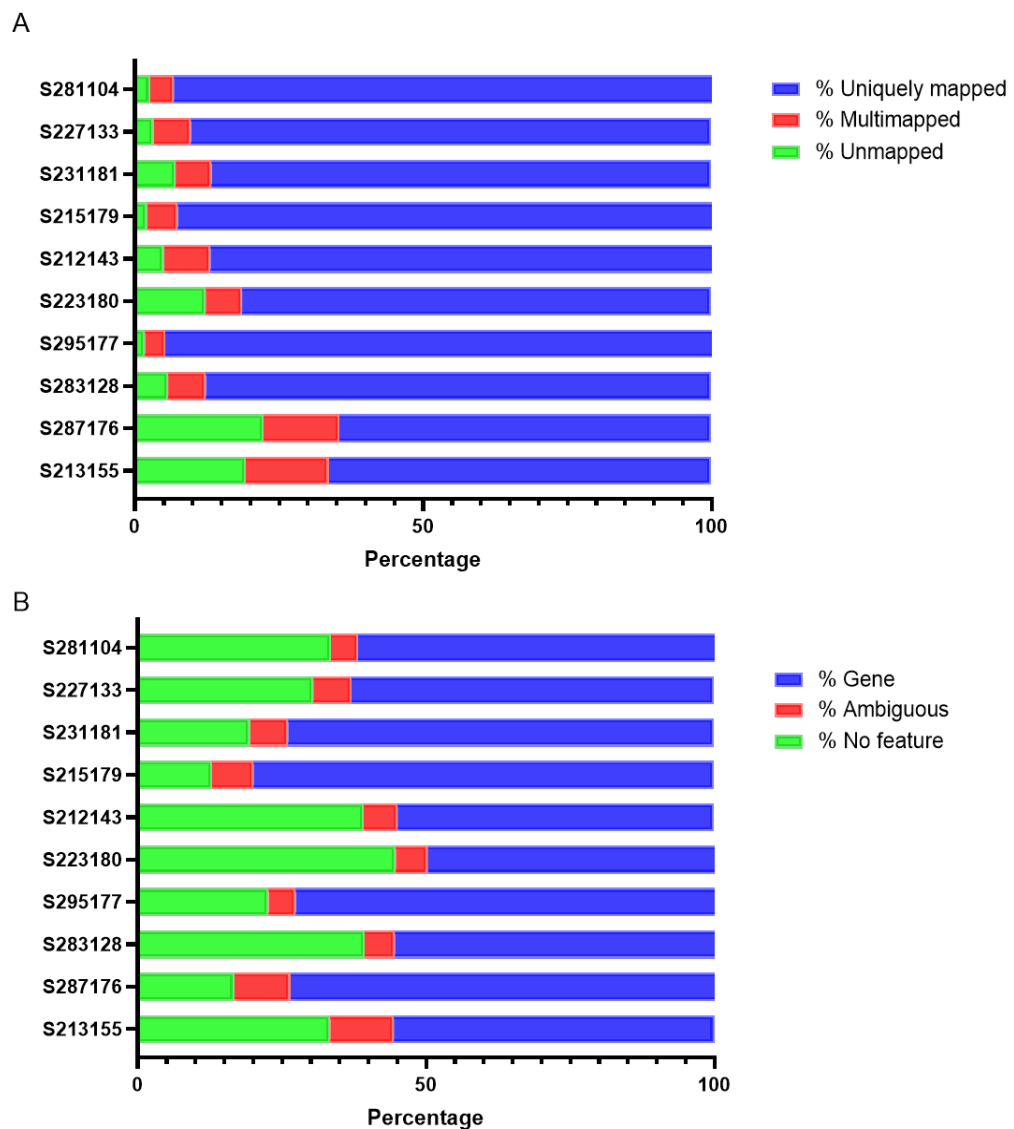 A
S281104
S227133
S231181
S215179
S212143
S223180
S295177
S283128
S287176
S213155
0 50 100
Percentage
% Uniquely mapped
% Multimapped
% Unmapped
B
S281104
S227133
S231181
S215179
S212143
S223180
S295177
S283128
S287176
S213155
0 50 100
Percentage
% Gene
% Ambiguous
% No feature